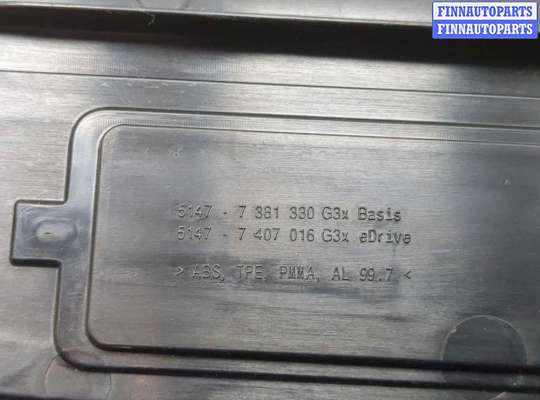 FINNAUTOPARTS
FINNAUTOPARTS
5147 - 7 381 330 G3x Basis
5147 - 7 407 016 G3x eDrive
> ABS, TPE, PMMA, AL 99.7 <